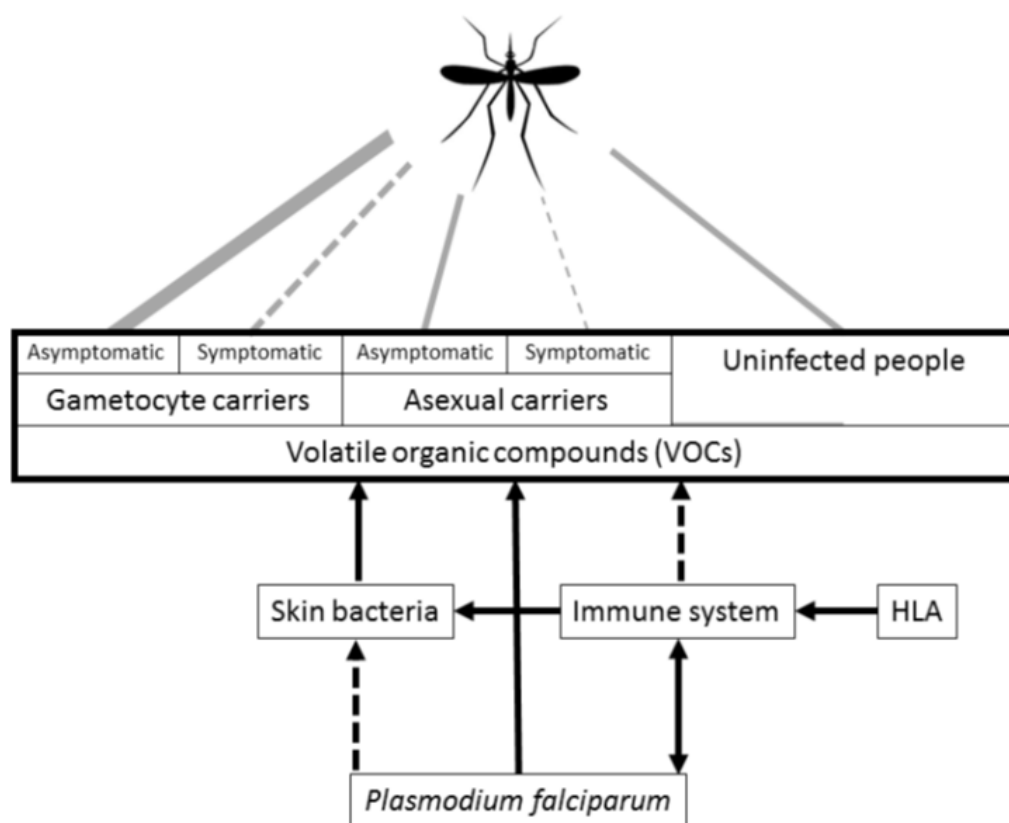 Asymptomatic Symptomatic Asymptomatic Symptomatic Uninfected people
Gametocyte carriers Asexual carriers
Volatile organic compounds (VOCs)
Skin bacteria Immune system HLA
Plasmodium falciparum